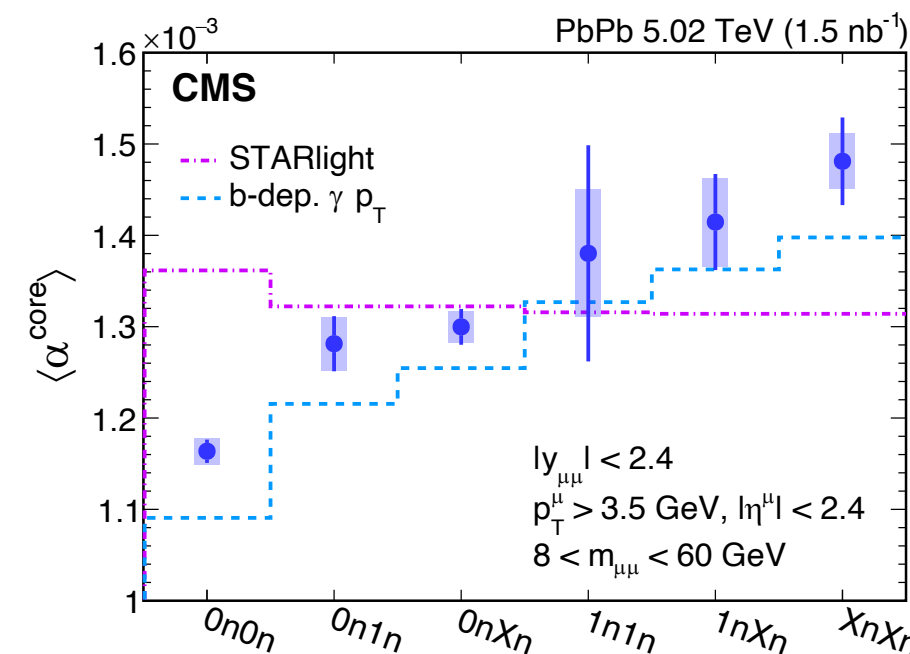 PbPb 5.02 TeV (1.5 nb⁻¹)
×10⁻³
CMS
STARlight
b-dep. γ p_T
⟨α^core⟩
1.6
1.5
1.4
1.3
1.2
1.1
1
|y_μμ| < 2.4
p_T^μ > 3.5 GeV, |η^μ| < 2.4
8 < m_μμ < 60 GeV
0n0n
0n1n
0nXn
1n1n
1nXn
XnXn